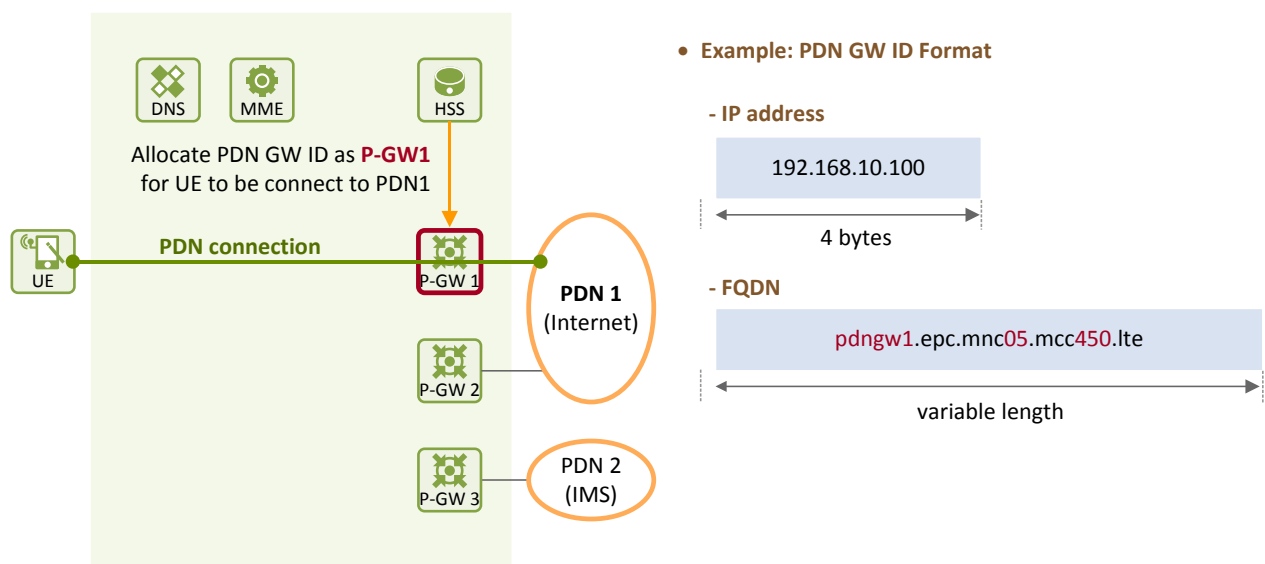 DNS
MME
HSS
Allocate PDN GW ID as P-GW1
for UE to be connect to PDN1
UE
PDN connection
P-GW 1
PDN 1
(Internet)
P-GW 2
P-GW 3
PDN 2
(IMS)
• Example: PDN GW ID Format
- IP address
192.168.10.100
4 bytes
- FQDN
pdngw1.epc.mnc05.mcc450.lte
variable length